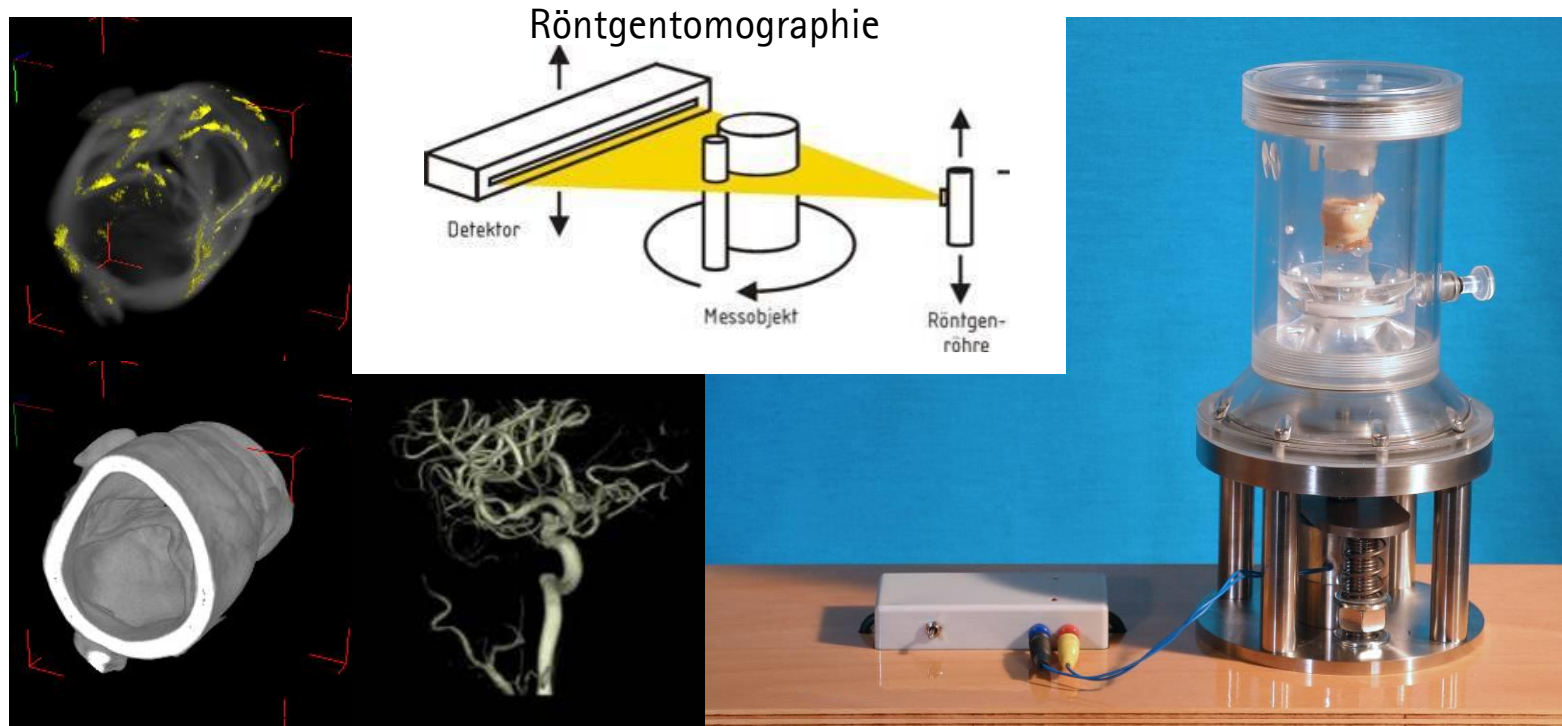 Röntgentomographie
Detektor
Messobjekt
Röntgen-
röhre